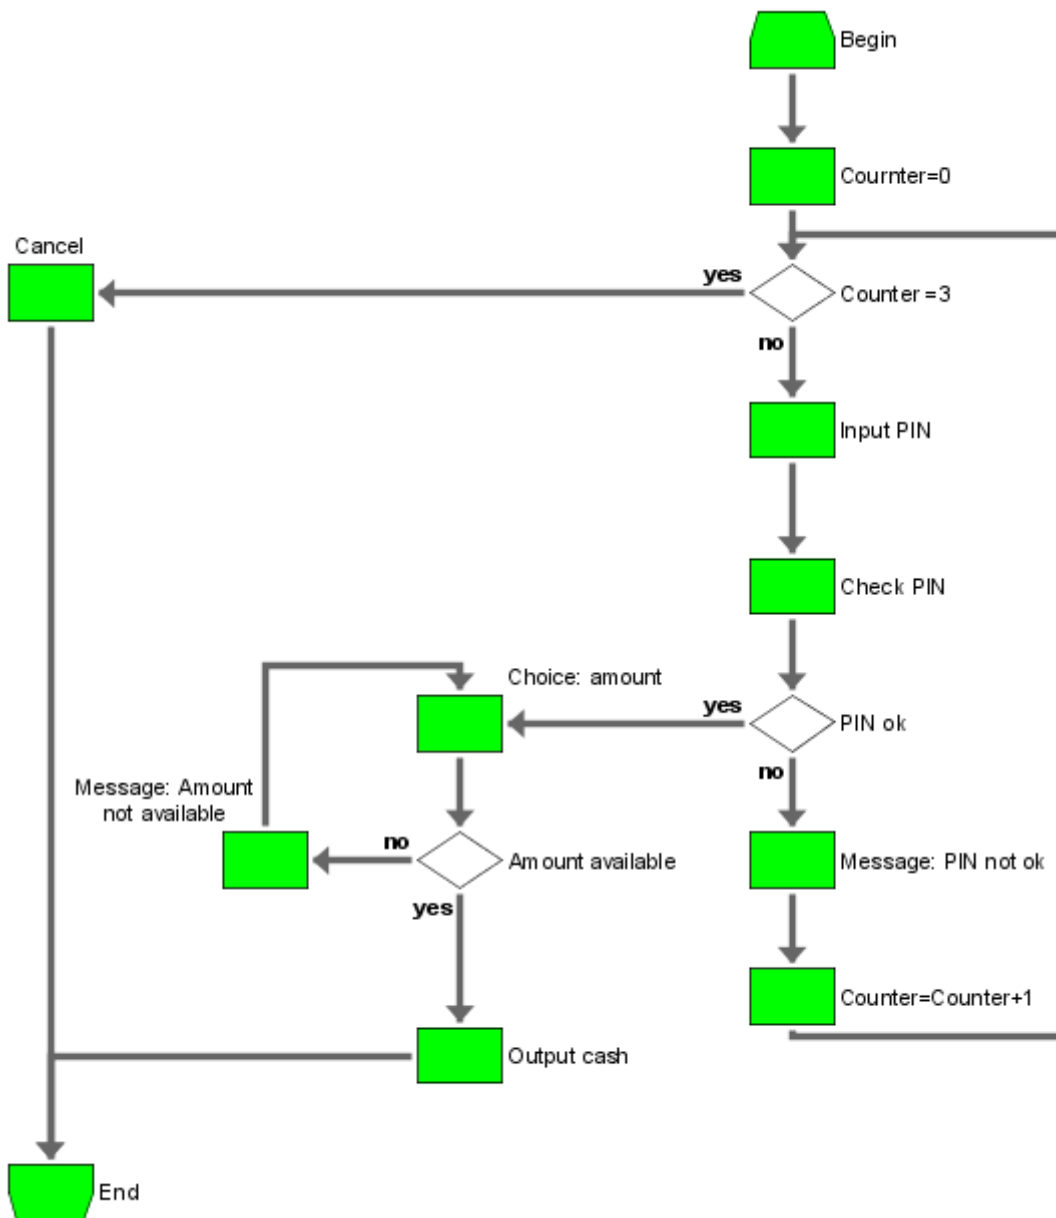 Begin
Cournter=0
Cancel
yes
Counter =3
no
Input PIN
Check PIN
Choice: amount
yes
PIN ok
no
Message: Amount
not available
no
Amount available
Message: PIN not ok
yes
Counter=Counter+1
Output cash
End